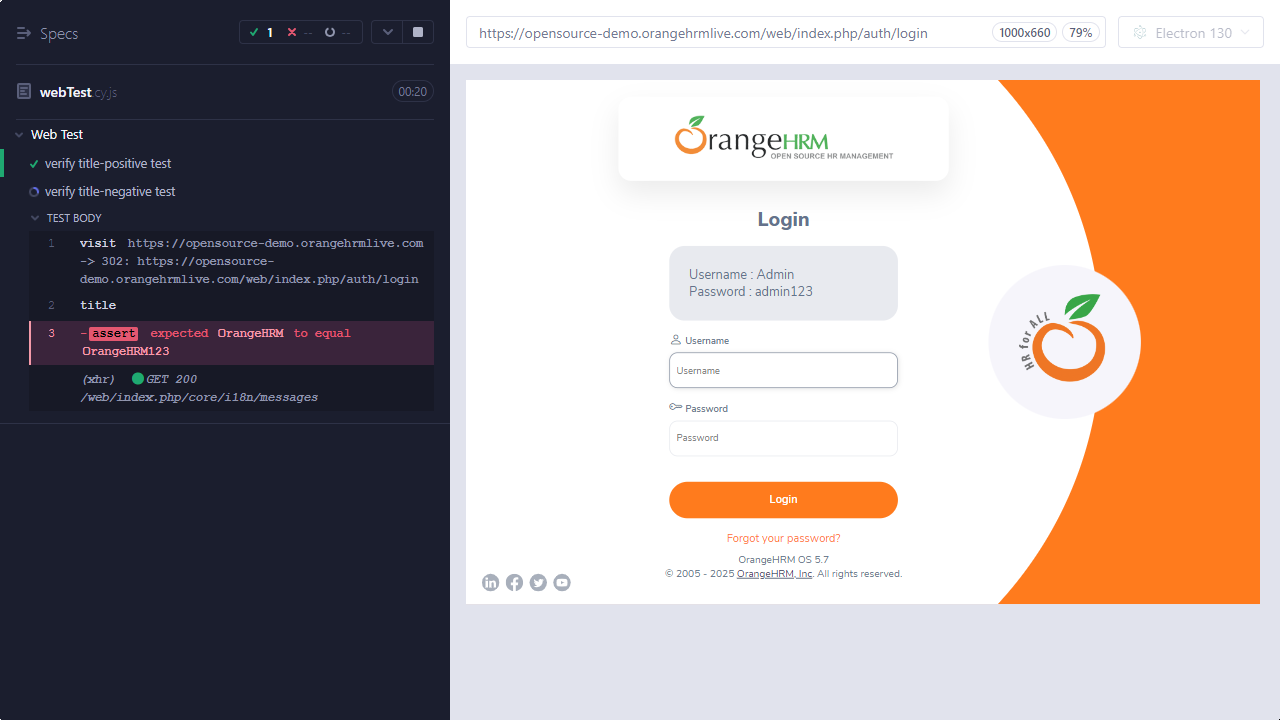 Specs
1 -- --
webTest.cy.js 00:20
Web Test
verify title-positive test
verify title-negative test
TEST BODY
1 visit https://opensource-demo.orangehrmlive.com
-> 302: https://opensource-
demo.orangehrmlive.com/web/index.php/auth/login
2 title
3 -assert expected OrangeHRM to equal
OrangeHRM123
(xhr) GET 200
/web/index.php/core/i18n/messages
https://opensource-demo.orangehrmlive.com/web/index.php/auth/login 1000x660 79% Electron 130
OrangeHRM
OPEN SOURCE HR MANAGEMENT
Login
Username : Admin
Password : admin123
Username
Username
Password
Password
Login
Forgot your password?
OrangeHRM OS 5.7
© 2005 - 2025 OrangeHRM, Inc. All rights reserved.
HR for ALL
in